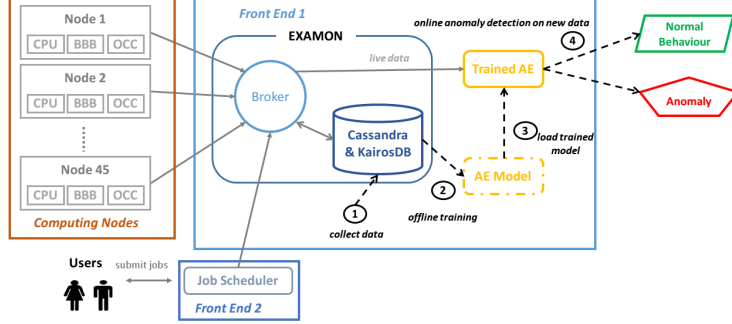 Node 1
CPU BBB OCC
Node 2
CPU BBB OCC
Node 45
CPU BBB OCC
Computing Nodes
Front End 1
EXAMON
Broker
live data
Cassandra
& KairosDB
1
collect data
2
offline training
AE Model
3
load trained
model
Trained AE
online anomaly detection on new data
4
Normal
Behaviour
Anomaly
Users
submit jobs
Job Scheduler
Front End 2